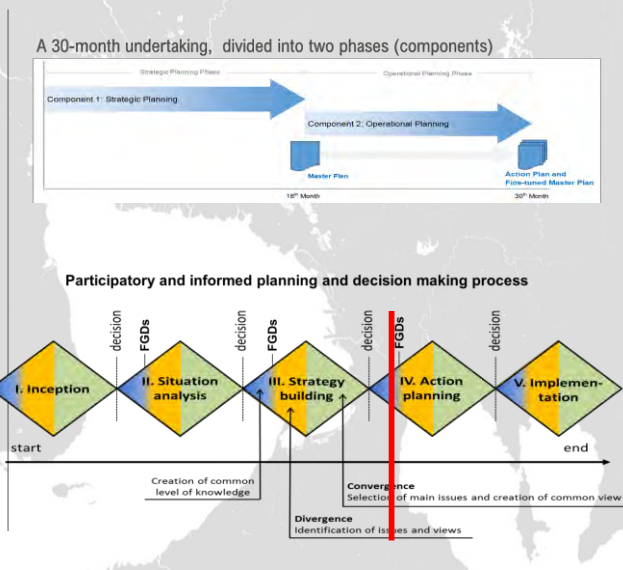 A 30-month undertaking, divided into two phases (components)
Strategic Planning Phase
Operational Planning Phase
Component 1: Strategic Planning
Component 2: Operational Planning
Master Plan
Action Plan and
Fine-tuned Master Plan
18th Month
30th Month
Participatory and informed planning and decision making process
decision
FGDs
decision
FGDs
decision
FGDs
decision
I. Inception
II. Situation
analysis
III. Strategy
building
IV. Action
planning
V. Implemen-
tation
start
end
Creation of common
level of knowledge
Convergence
Selection of main issues and creation of common view
Divergence
Identification of issues and views